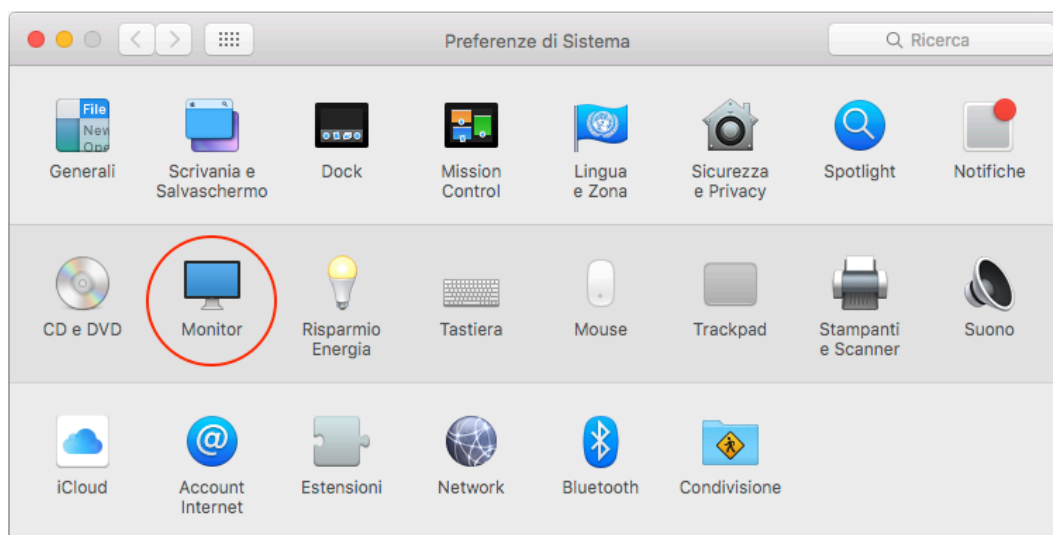 Preferenze di Sistema
Ricerca
File
New
Ope
Generali
Scrivania e
Salvaschermo
Dock
Mission
Control
Lingua
e Zona
Sicurezza
e Privacy
Spotlight
Notifiche
CD e DVD
Monitor
Risparmio
Energia
Tastiera
Mouse
Trackpad
Stampanti
e Scanner
Suono
iCloud
@
Account
Internet
Estensioni
Network
Bluetooth
Condivisione